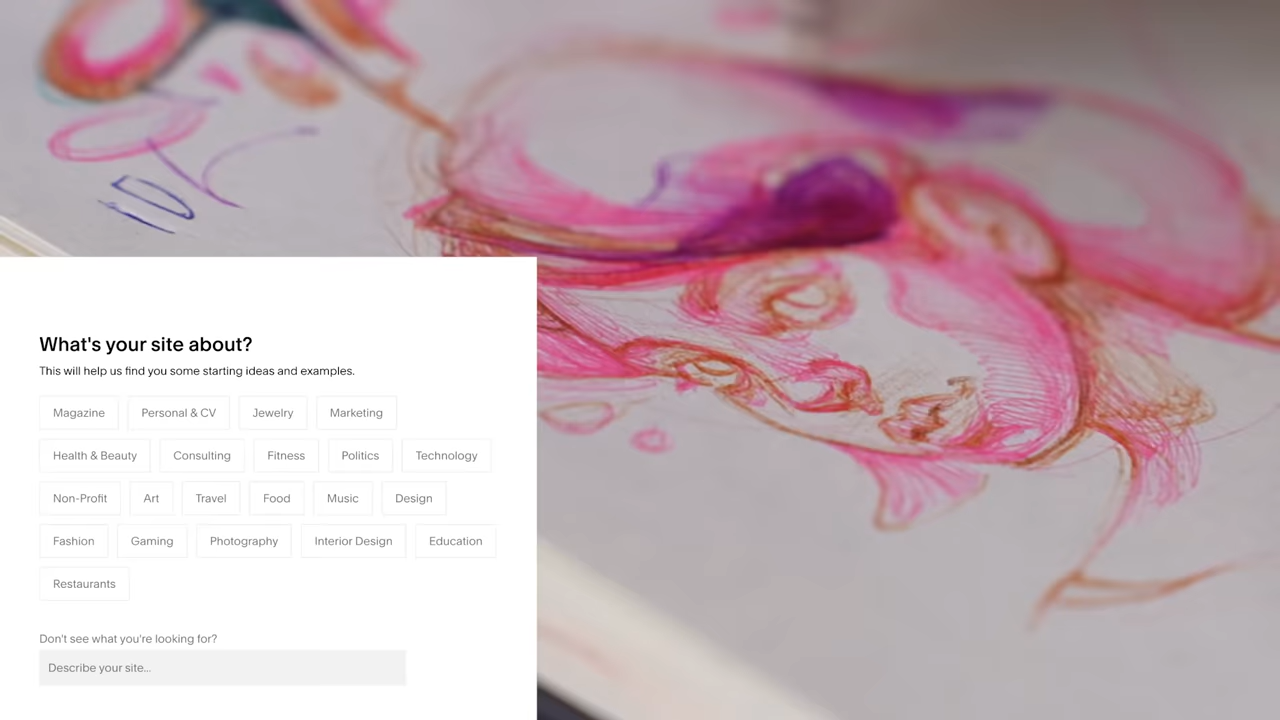 What's your site about?
This will help us find you some starting ideas and examples.
Magazine Personal & CV Jewelry Marketing
Health & Beauty Consulting Fitness Politics Technology
Non-Profit Art Travel Food Music Design
Fashion Gaming Photography Interior Design Education
Restaurants
Don't see what you're looking for?
Describe your site...